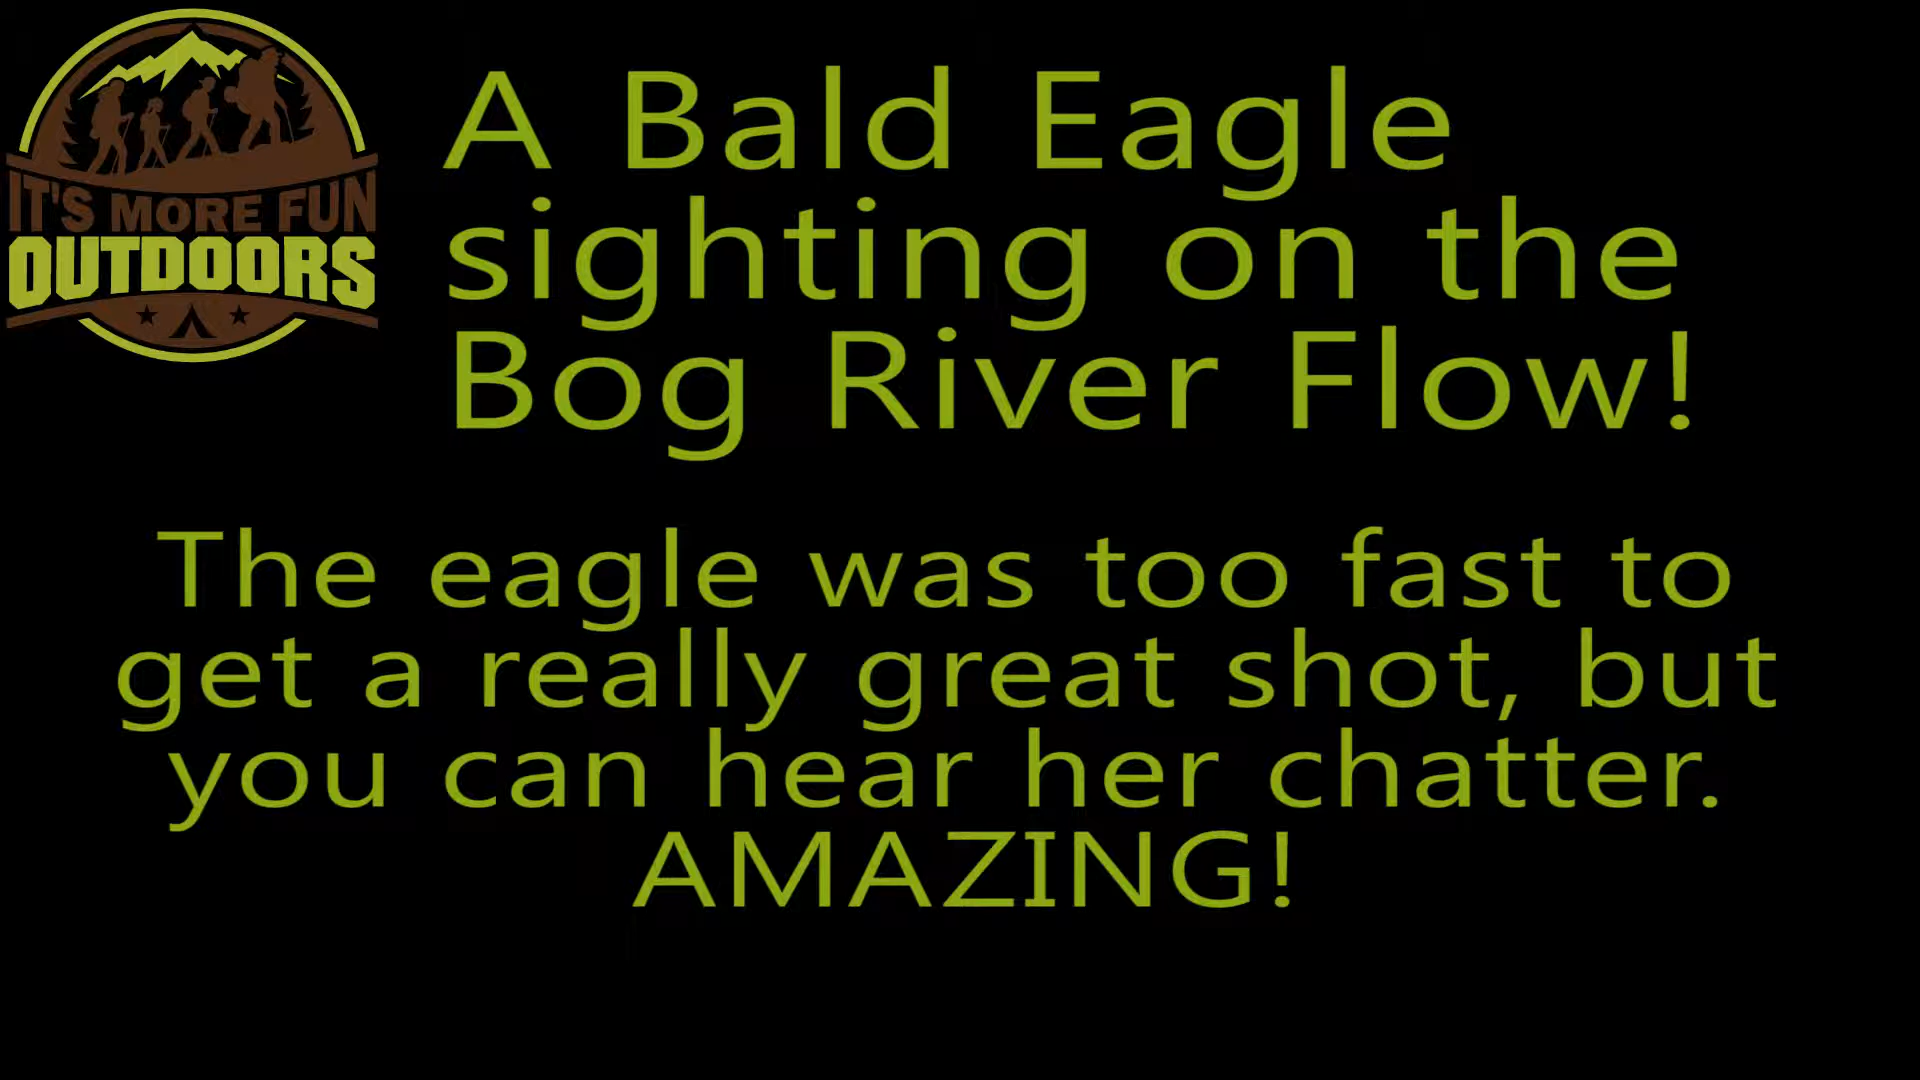 IT'S MORE FUN
OUTDOORS
A Bald Eagle
sighting on the
Bog River Flow!
The eagle was too fast to
get a really great shot, but
you can hear her chatter.
AMAZING!